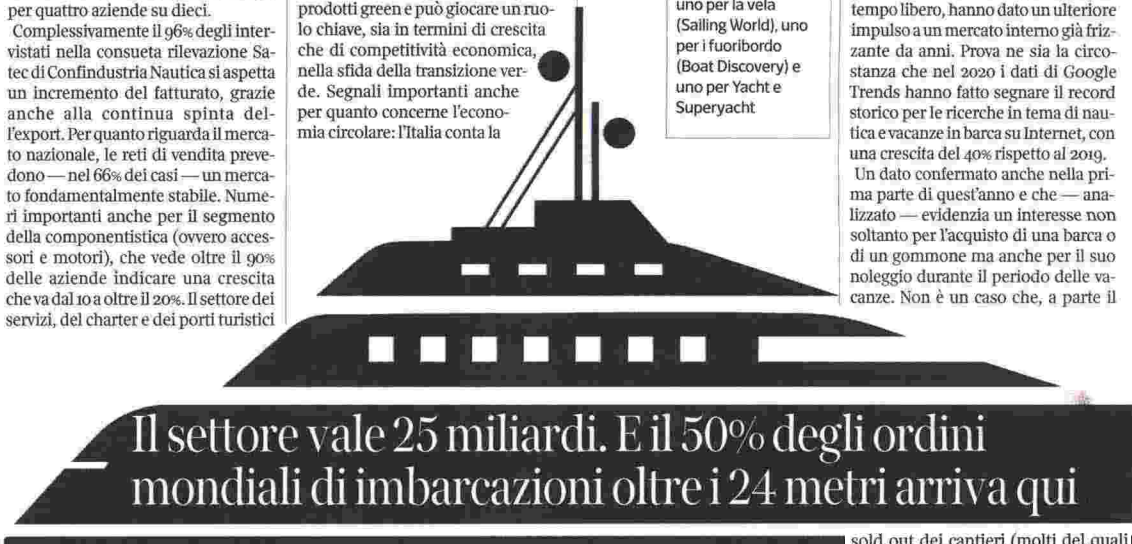 per quattro aziende su dieci.
Complessivamente il 96% degli inter-
vistati nella consueta rilevazione Sa-
tec di Confindustria Nautica si aspetta
un incremento del fatturato, grazie
anche alla continua spinta del-
l'export. Per quanto riguarda il merca-
to nazionale, le reti di vendita preve-
dono — nel 66% dei casi — un merca-
to fondamentalmente stabile. Nume-
ri importanti anche per il segmento
della componentistica (ovvero acces-
sori e motori), che vede oltre il 90%
delle aziende indicare una crescita
che va dal 10 a oltre il 20%. Il settore dei
servizi, del charter e dei porti turistici
prodotti green e può giocare un ruo-
lo chiave, sia in termini di crescita
che di competitività economica,
nella sfida della transizione ver-
de. Segnali importanti anche
per quanto concerne l'econo-
mia circolare: l'Italia conta la
uno per la vela
(Sailing World), uno
per i fuoribordo
(Boat Discovery) e
uno per Yacht e
Superyacht
tempo libero, hanno dato un ulteriore
impulso a un mercato interno già friz-
zante da anni. Prova ne sia la circo-
stanza che nel 2020 i dati di Google
Trends hanno fatto segnare il record
storico per le ricerche in tema di nau-
tica e vacanze in barca su Internet, con
una crescita del 40% rispetto al 2019.
Un dato confermato anche nella pri-
ma parte di quest'anno e che — ana-
lizzato — evidenzia un interesse non
soltanto per l'acquisto di una barca o
di un gommone ma anche per il suo
noleggio durante il periodo delle va-
canze. Non è un caso che, a parte il
Il settore vale 25 miliardi. E il 50% degli ordini
mondiali di imbarcazioni oltre i 24 metri arriva qui
sold out dei cantieri (molti dei quali